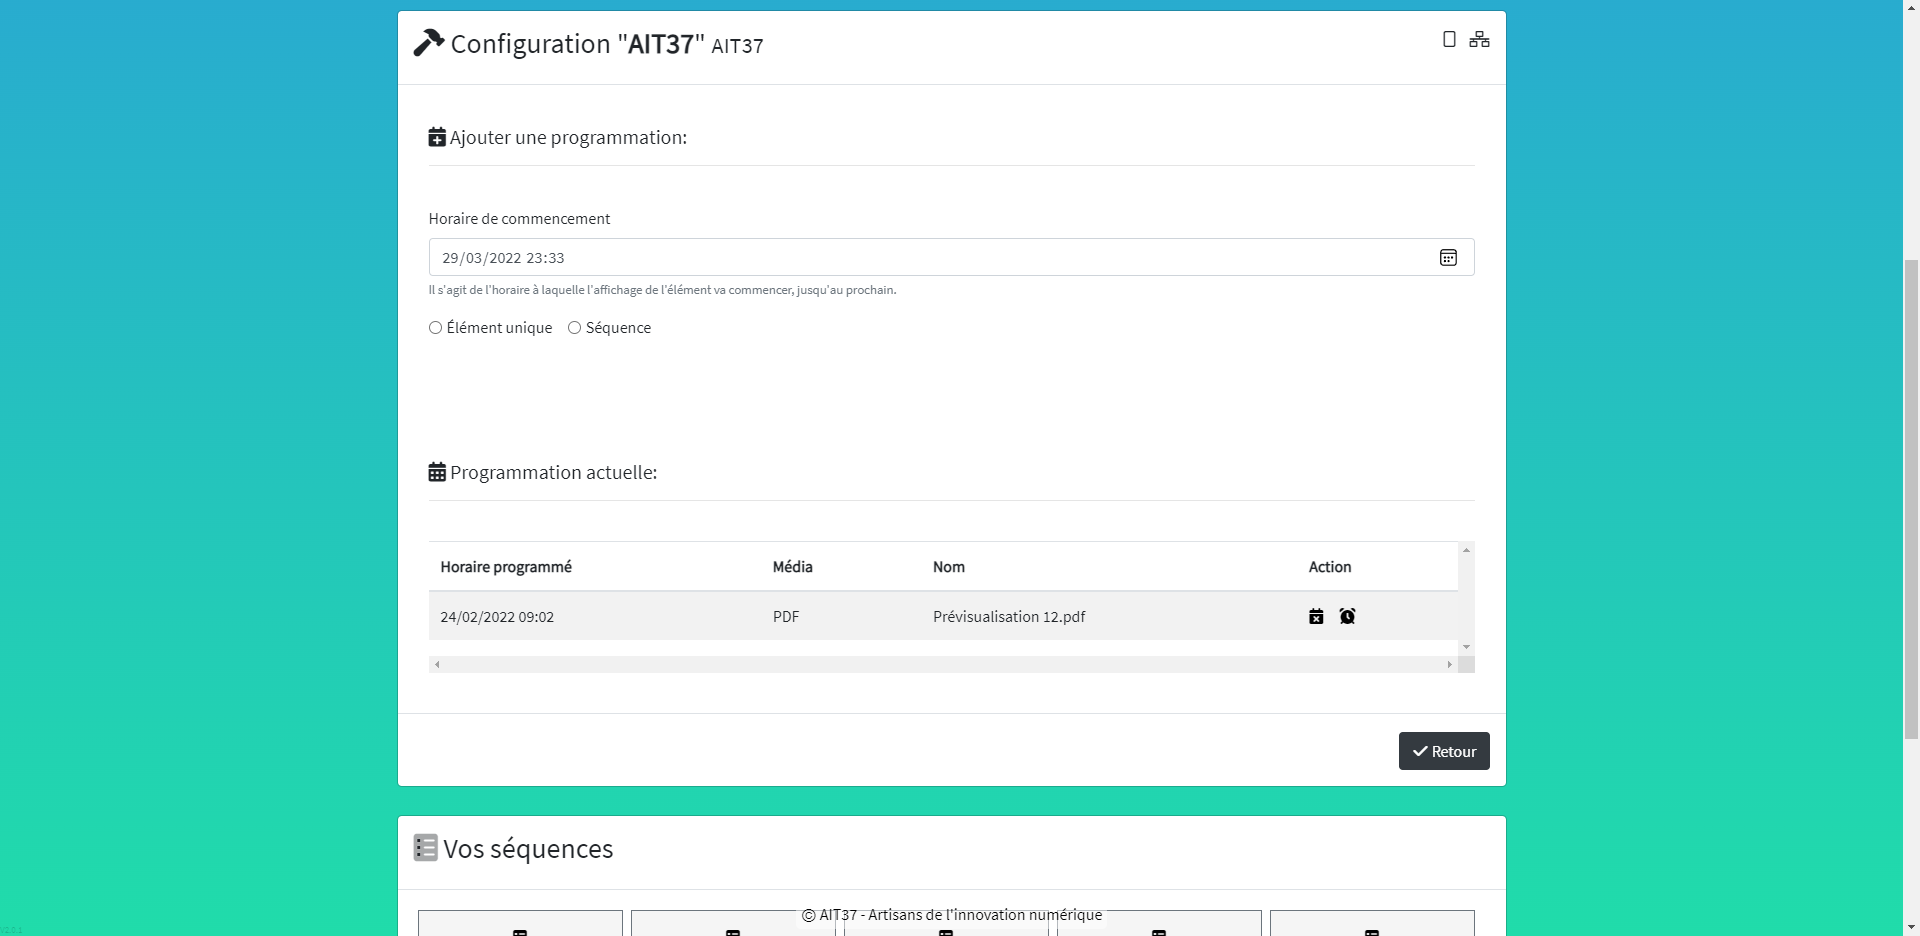 Configuration "AIT37" AIT37
Ajouter une programmation:
Horaire de commencement
29/03/2022 23:33
Il s'agit de l'horaire à laquelle l'affichage de l'élément va commencer, jusqu'au prochain.
Élément unique Séquence
Programmation actuelle:
Horaire programmé Média Nom Action
24/02/2022 09:02 PDF Prévisualisation 12.pdf
Retour
Vos séquences
© AIT37 - Artisans de l'innovation numérique